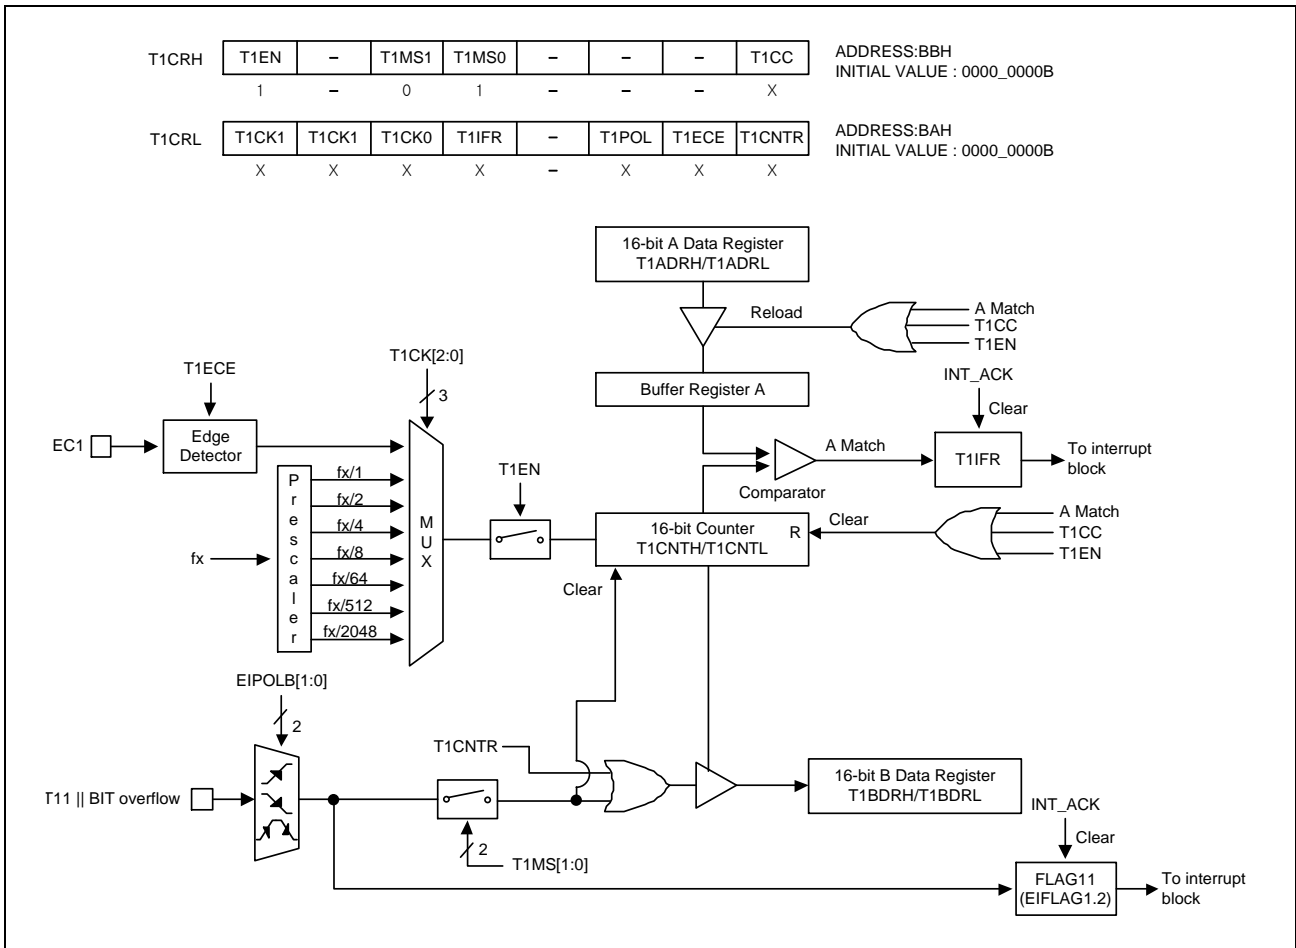 T1CRH T1EN – T1MS1 T1MS0 – – – T1CC ADDRESS:BBH
INITIAL VALUE : 0000_0000B
1 – 0 1 – – – X
T1CRL T1CK1 T1CK1 T1CK0 T1IFR – T1POL T1ECE T1CNTR ADDRESS:BAH
INITIAL VALUE : 0000_0000B
X X X X – X X X
16-bit A Data Register
T1ADRH/T1ADRL
Reload
A Match
T1CC
T1EN
T1CK[2:0]
3
T1ECE
Buffer Register A
INT_ACK
Clear
EC1
Edge
Detector
A Match
T1IFR
To interrupt
block
Comparator
Prescaler
fx/1
fx/2
fx/4
fx/8
fx/64
fx/512
fx/2048
fx
MUX
T1EN
16-bit Counter
T1CNTH/T1CNTL
R
Clear
A Match
T1CC
T1EN
Clear
EIPOLB[1:0]
2
T1CNTR
T11 || BIT overflow
2
T1MS[1:0]
16-bit B Data Register
T1BDRH/T1BDRL
INT_ACK
Clear
FLAG11
(EIFLAG1.2)
To interrupt
block